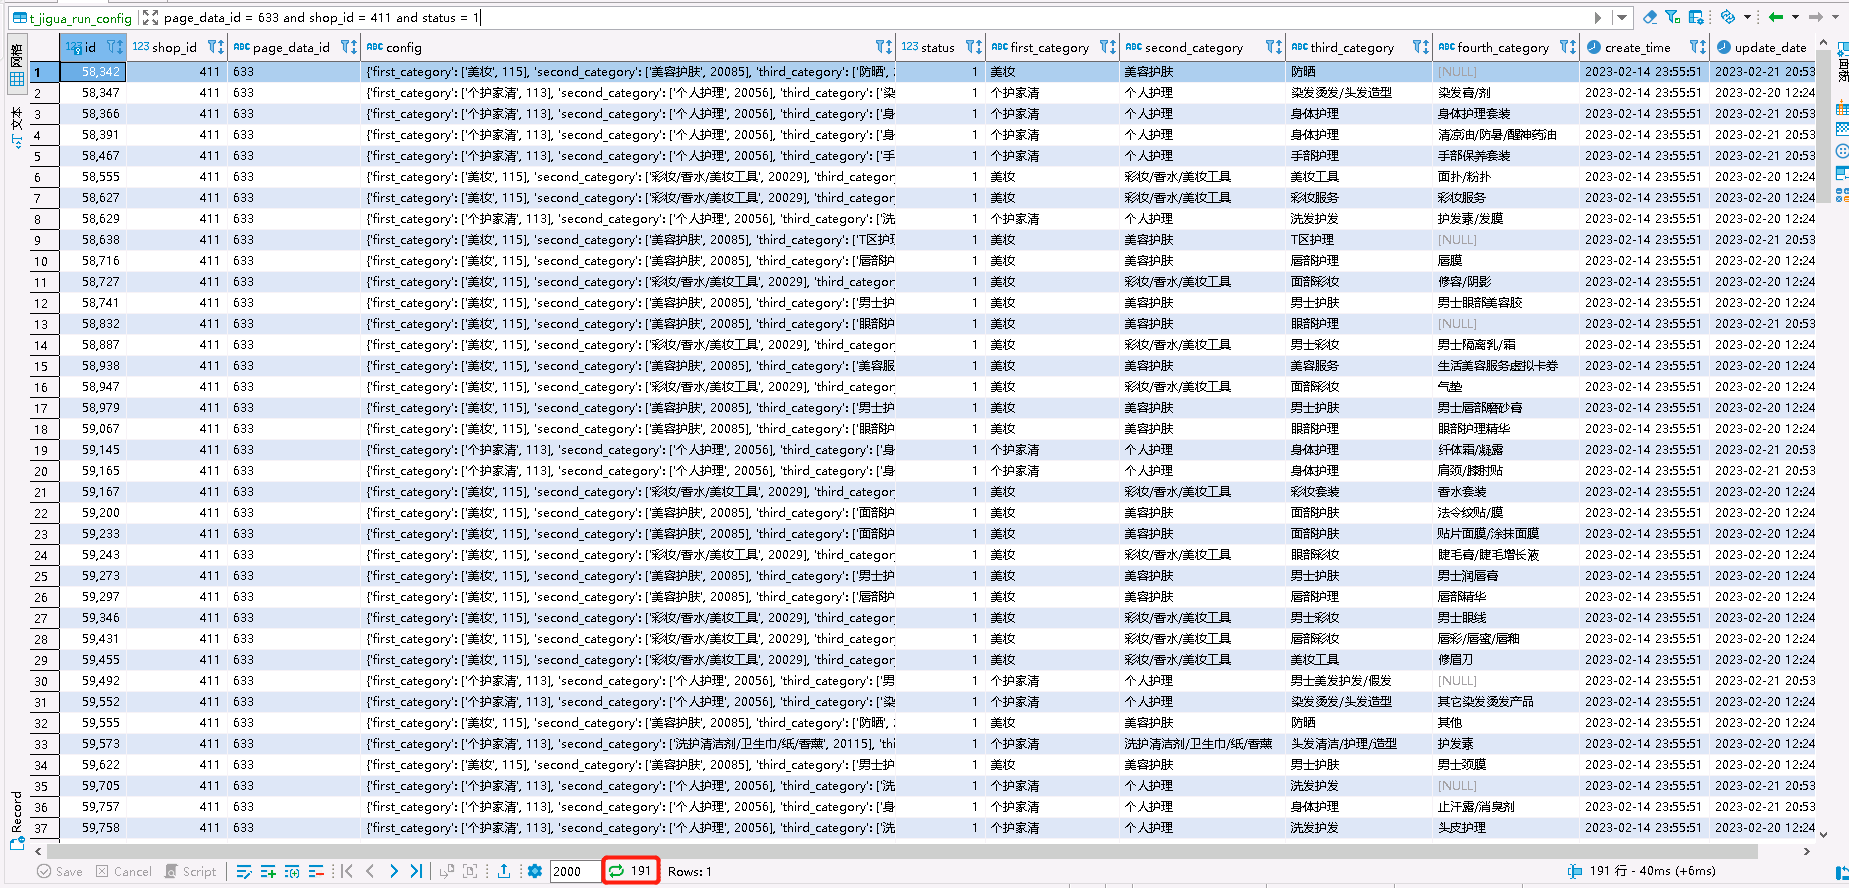 t_jigua_run_config page_data_id = 633 and shop_id = 411 and status = 1
网格
文本
Record
123 id 123 shop_id ABC page_data_id ABC config 123 status ABC first_category ABC second_category ABC third_category ABC fourth_category create_time update_date
1 58,342 411 633 {'first_category': ['美妆', 115], 'second_category': ['美容护肤', 20085], 'third_category': ['防晒', 1 美妆 美容护肤 防晒 [NULL] 2023-02-14 23:55:51 2023-02-21 20:53
2 58,347 411 633 {'first_category': ['个护家清', 113], 'second_category': ['个人护理', 20056], 'third_category': ['染 1 个护家清 个人护理 染发烫发/头发造型 染发膏/剂 2023-02-14 23:55:51 2023-02-20 12:24
3 58,366 411 633 {'first_category': ['个护家清', 113], 'second_category': ['个人护理', 20056], 'third_category': ['身 1 个护家清 个人护理 身体护理 身体护理套装 2023-02-14 23:55:51 2023-02-20 12:24
4 58,391 411 633 {'first_category': ['个护家清', 113], 'second_category': ['个人护理', 20056], 'third_category': ['身 1 个护家清 个人护理 身体护理 清凉油/防暑/醒神药油 2023-02-14 23:55:51 2023-02-21 20:53
5 58,467 411 633 {'first_category': ['个护家清', 113], 'second_category': ['个人护理', 20056], 'third_category': ['手 1 个护家清 个人护理 手部护理 手部保养套装 2023-02-14 23:55:51 2023-02-21 20:53
6 58,555 411 633 {'first_category': ['美妆', 115], 'second_category': ['彩妆/香水/美妆工具', 20029], 'third_categor 1 美妆 彩妆/香水/美妆工具 美妆工具 面扑/粉扑 2023-02-14 23:55:51 2023-02-20 12:24
7 58,627 411 633 {'first_category': ['美妆', 115], 'second_category': ['彩妆/香水/美妆工具', 20029], 'third_categor 1 美妆 彩妆/香水/美妆工具 彩妆服务 彩妆服务 2023-02-14 23:55:51 2023-02-21 20:53
8 58,629 411 633 {'first_category': ['个护家清', 113], 'second_category': ['个人护理', 20056], 'third_category': ['洗 1 个护家清 个人护理 洗发护发 护发素/发膜 2023-02-14 23:55:51 2023-02-20 12:24
9 58,638 411 633 {'first_category': ['美妆', 115], 'second_category': ['美容护肤', 20085], 'third_category': ['T区护理 1 美妆 美容护肤 T区护理 [NULL] 2023-02-14 23:55:51 2023-02-21 20:53
10 58,716 411 633 {'first_category': ['美妆', 115], 'second_category': ['美容护肤', 20085], 'third_category': ['唇部护 1 美妆 美容护肤 唇部护理 唇膜 2023-02-14 23:55:51 2023-02-20 12:24
11 58,727 411 633 {'first_category': ['美妆', 115], 'second_category': ['彩妆/香水/美妆工具', 20029], 'third_categor 1 美妆 彩妆/香水/美妆工具 面部彩妆 修容/阴影 2023-02-14 23:55:51 2023-02-20 12:24
12 58,741 411 633 {'first_category': ['美妆', 115], 'second_category': ['美容护肤', 20085], 'third_category': ['男士护 1 美妆 美容护肤 男士护肤 男士眼部美容胶 2023-02-14 23:55:51 2023-02-20 12:24
13 58,832 411 633 {'first_category': ['美妆', 115], 'second_category': ['美容护肤', 20085], 'third_category': ['眼部护 1 美妆 美容护肤 眼部护理 [NULL] 2023-02-14 23:55:51 2023-02-21 20:53
14 58,887 411 633 {'first_category': ['美妆', 115], 'second_category': ['彩妆/香水/美妆工具', 20029], 'third_categor 1 美妆 彩妆/香水/美妆工具 男士彩妆 男士隔离乳/霜 2023-02-14 23:55:51 2023-02-20 12:24
15 58,938 411 633 {'first_category': ['美妆', 115], 'second_category': ['美容护肤', 20085], 'third_category': ['美容服 1 美妆 美容护肤 美容服务 生活美容服务虚拟卡券 2023-02-14 23:55:51 2023-02-20 12:24
16 58,947 411 633 {'first_category': ['美妆', 115], 'second_category': ['彩妆/香水/美妆工具', 20029], 'third_categor 1 美妆 彩妆/香水/美妆工具 面部彩妆 气垫 2023-02-14 23:55:51 2023-02-20 12:24
17 58,979 411 633 {'first_category': ['美妆', 115], 'second_category': ['美容护肤', 20085], 'third_category': ['男士护 1 美妆 美容护肤 男士护肤 男士唇部磨砂膏 2023-02-14 23:55:51 2023-02-20 12:24
18 59,067 411 633 {'first_category': ['美妆', 115], 'second_category': ['美容护肤', 20085], 'third_category': ['眼部护 1 美妆 美容护肤 眼部护理 眼部护理精华 2023-02-14 23:55:51 2023-02-20 12:24
19 59,145 411 633 {'first_category': ['个护家清', 113], 'second_category': ['个人护理', 20056], 'third_category': ['身 1 个护家清 个人护理 身体护理 纤体霜/凝露 2023-02-14 23:55:51 2023-02-21 20:53
20 59,165 411 633 {'first_category': ['个护家清', 113], 'second_category': ['个人护理', 20056], 'third_category': ['身 1 个护家清 个人护理 身体护理 肩颈/膝肘贴 2023-02-14 23:55:51 2023-02-21 20:53
21 59,167 411 633 {'first_category': ['美妆', 115], 'second_category': ['彩妆/香水/美妆工具', 20029], 'third_categor 1 美妆 彩妆/香水/美妆工具 彩妆套装 香水套装 2023-02-14 23:55:51 2023-02-20 12:24
22 59,200 411 633 {'first_category': ['美妆', 115], 'second_category': ['美容护肤', 20085], 'third_category': ['面部护 1 美妆 美容护肤 面部护肤 法令纹贴/膜 2023-02-14 23:55:51 2023-02-20 12:24
23 59,233 411 633 {'first_category': ['美妆', 115], 'second_category': ['美容护肤', 20085], 'third_category': ['面部护 1 美妆 美容护肤 面部护肤 贴片面膜/涂抹面膜 2023-02-14 23:55:51 2023-02-20 12:24
24 59,243 411 633 {'first_category': ['美妆', 115], 'second_category': ['彩妆/香水/美妆工具', 20029], 'third_categor 1 美妆 彩妆/香水/美妆工具 眼部彩妆 睫毛膏/睫毛增长液 2023-02-14 23:55:51 2023-02-20 12:24
25 59,273 411 633 {'first_category': ['美妆', 115], 'second_category': ['美容护肤', 20085], 'third_category': ['男士护 1 美妆 美容护肤 男士护肤 男士润唇膏 2023-02-14 23:55:51 2023-02-20 12:24
26 59,297 411 633 {'first_category': ['美妆', 115], 'second_category': ['美容护肤', 20085], 'third_category': ['唇部护 1 美妆 美容护肤 唇部护理 唇部精华 2023-02-14 23:55:51 2023-02-20 12:24
27 59,346 411 633 {'first_category': ['美妆', 115], 'second_category': ['彩妆/香水/美妆工具', 20029], 'third_categor 1 美妆 彩妆/香水/美妆工具 男士彩妆 男士眼线 2023-02-14 23:55:51 2023-02-20 12:24
28 59,431 411 633 {'first_category': ['美妆', 115], 'second_category': ['彩妆/香水/美妆工具', 20029], 'third_categor 1 美妆 彩妆/香水/美妆工具 唇部彩妆 唇彩/唇蜜/唇釉 2023-02-14 23:55:51 2023-02-20 12:24
29 59,455 411 633 {'first_category': ['美妆', 115], 'second_category': ['彩妆/香水/美妆工具', 20029], 'third_categor 1 美妆 彩妆/香水/美妆工具 美妆工具 修眉刀 2023-02-14 23:55:51 2023-02-20 12:24
30 59,492 411 633 {'first_category': ['个护家清', 113], 'second_category': ['个人护理', 20056], 'third_category': ['男 1 个护家清 个人护理 男士美发护发/假发 [NULL] 2023-02-14 23:55:51 2023-02-21 20:53
31 59,552 411 633 {'first_category': ['个护家清', 113], 'second_category': ['个人护理', 20056], 'third_category': ['染 1 个护家清 个人护理 染发烫发/头发造型 其它染发烫发产品 2023-02-14 23:55:51 2023-02-20 12:24
32 59,555 411 633 {'first_category': ['美妆', 115], 'second_category': ['美容护肤', 20085], 'third_category': ['防晒', 1 美妆 美容护肤 防晒 其他 2023-02-14 23:55:51 2023-02-20 12:24
33 59,573 411 633 {'first_category': ['个护家清', 113], 'second_category': ['洗护清洁剂/卫生巾/纸/香薰', 20115], 'thi 1 个护家清 洗护清洁剂/卫生巾/纸/香薰 头发清洁/护理/造型 护发素 2023-02-14 23:55:51 2023-02-20 12:24
34 59,622 411 633 {'first_category': ['美妆', 115], 'second_category': ['美容护肤', 20085], 'third_category': ['男士护 1 美妆 美容护肤 男士护肤 男士颈膜 2023-02-14 23:55:51 2023-02-20 12:24
35 59,705 411 633 {'first_category': ['个护家清', 113], 'second_category': ['个人护理', 20056], 'third_category': ['洗 1 个护家清 个人护理 洗发护发 [NULL] 2023-02-14 23:55:51 2023-02-21 20:53
36 59,757 411 633 {'first_category': ['个护家清', 113], 'second_category': ['个人护理', 20056], 'third_category': ['身 1 个护家清 个人护理 身体护理 止汗露/消臭剂 2023-02-14 23:55:51 2023-02-20 12:24
37 59,758 411 633 {'first_category': ['个护家清', 113], 'second_category': ['个人护理', 20056], 'third_category': ['洗 1 个护家清 个人护理 洗发护发 头皮护理 2023-02-14 23:55:51 2023-02-20 12:24
Save Cancel Script 2000 191 Rows: 1 191 行 - 40ms (+6ms)